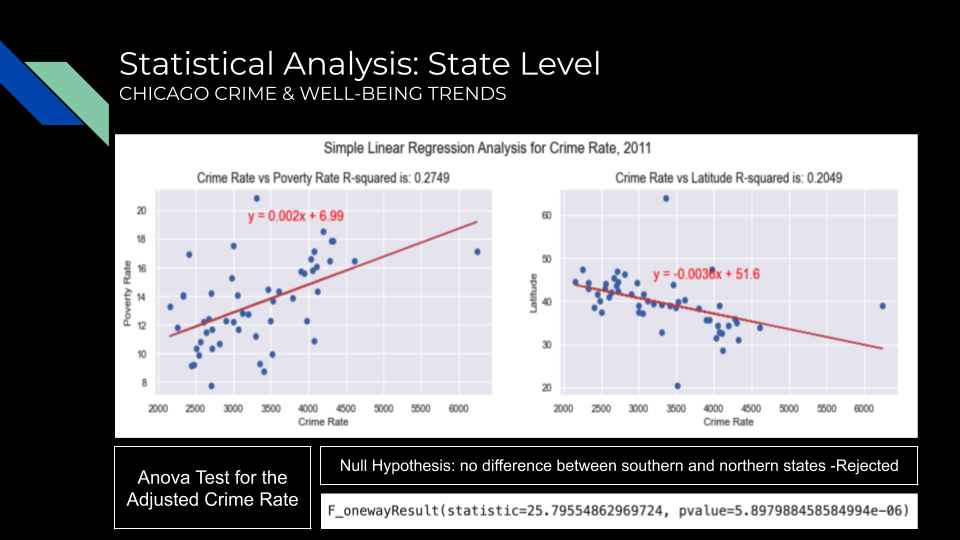 Statistical Analysis: State Level
CHICAGO CRIME & WELL-BEING TRENDS
Simple Linear Regression Analysis for Crime Rate, 2011
Crime Rate vs Poverty Rate R-squared is: 0.2749
y = 0.002x + 6.99
Poverty Rate
20
18
16
14
12
10
8
2000 2500 3000 3500 4000 4500 5000 5500 6000
Crime Rate
Crime Rate vs Latitude R-squared is: 0.2049
y = -0.0036x + 51.6
Latitude
60
50
40
30
20
2000 2500 3000 3500 4000 4500 5000 5500 6000
Crime Rate
Anova Test for the
Adjusted Crime Rate
Null Hypothesis: no difference between southern and northern states -Rejected
F_onewayResult(statistic=25.79554862969724, pvalue=5.897988458584994e-06)